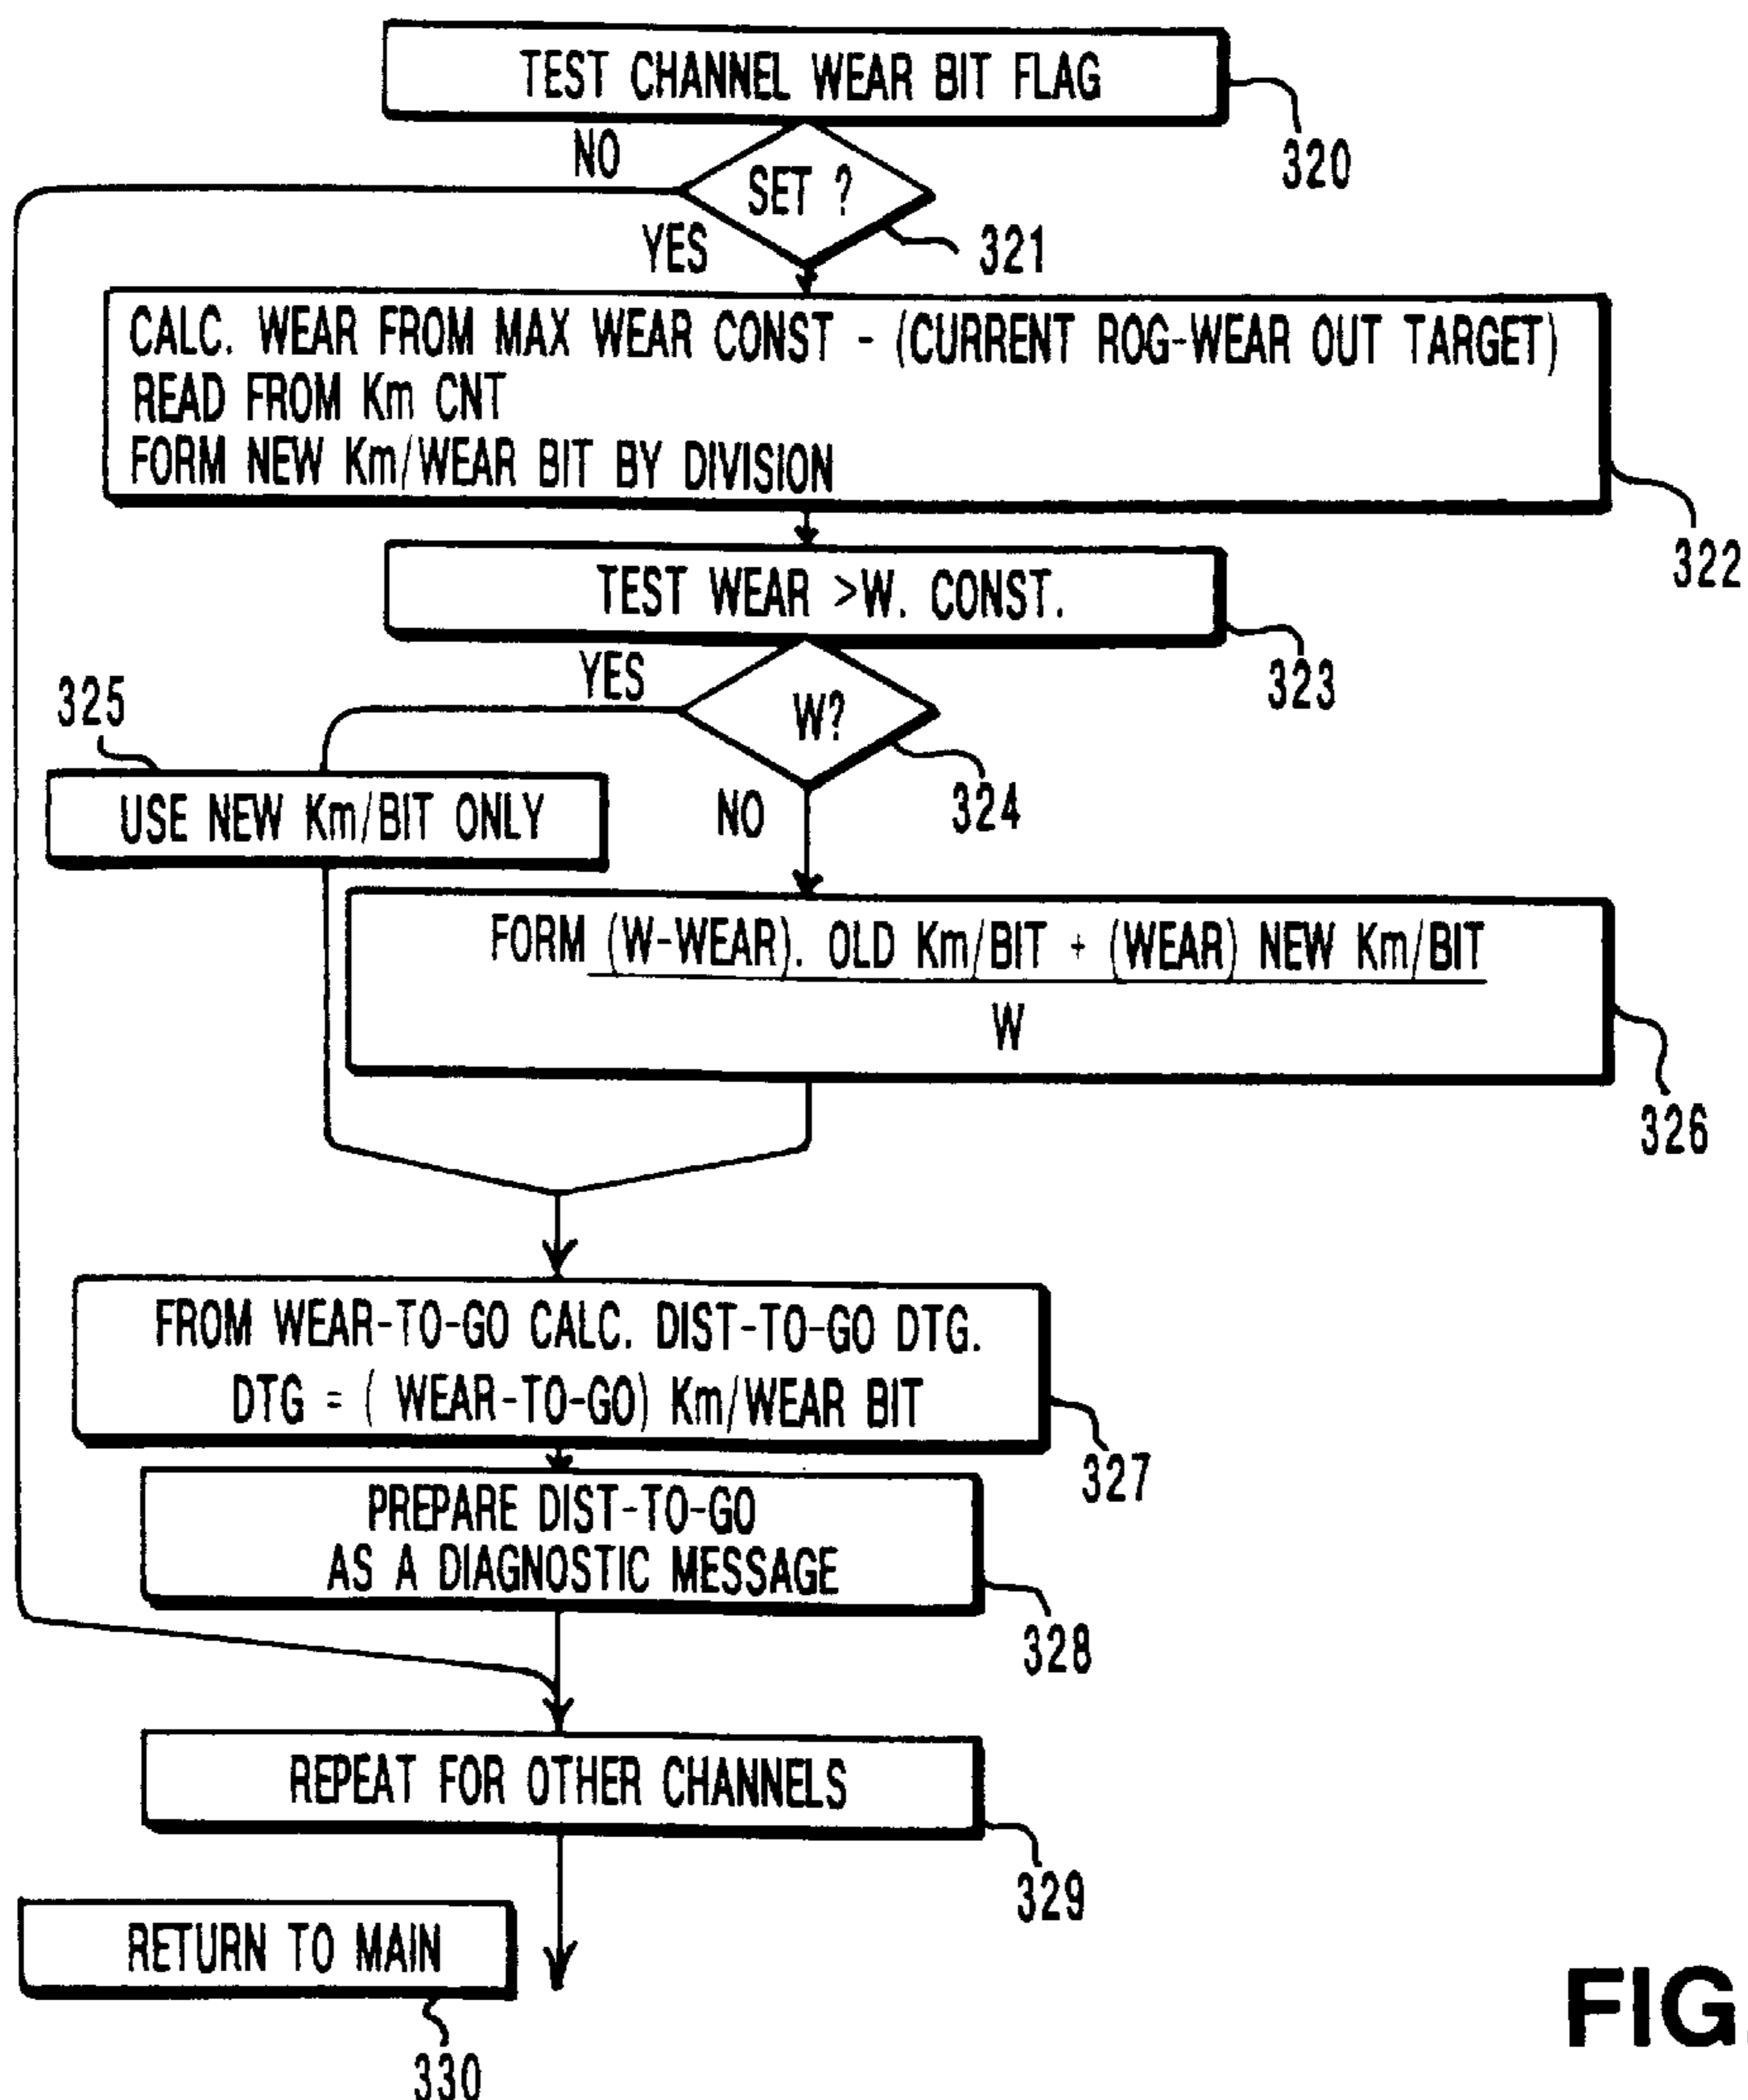 TEST CHANNEL WEAR BIT FLAG
320
NO
SET ?
321
YES
CALC. WEAR FROM MAX WEAR CONST - (CURRENT ROG-WEAR OUT TARGET)
READ FROM Km CNT
FORM NEW Km/WEAR BIT BY DIVISION
322
TEST WEAR >W. CONST.
323
YES
W?
324
325
USE NEW Km/BIT ONLY
NO
FORM (W-WEAR). OLD Km/BIT + (WEAR) NEW Km/BIT
W
326
FROM WEAR-TO-GO CALC. DIST-TO-GO DTG.
DTG = ( WEAR-TO-GO) Km/WEAR BIT
327
PREPARE DIST-TO-GO
AS A DIAGNOSTIC MESSAGE
328
REPEAT FOR OTHER CHANNELS
329
RETURN TO MAIN
330
FIG.